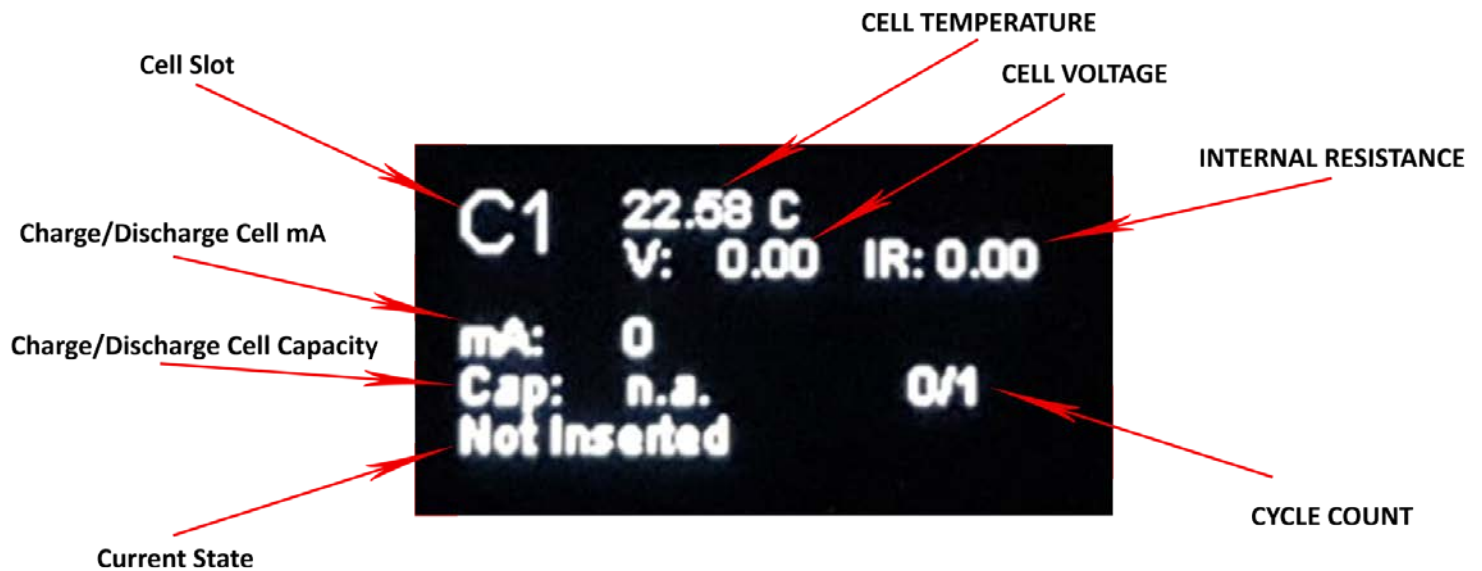 CELL TEMPERATURE
Cell Slot
CELL VOLTAGE
INTERNAL RESISTANCE
C1
22.58 C
V: 0.00 IR: 0.00
Charge/Discharge Cell mA
mA: 0
Charge/Discharge Cell Capacity
Cap: n.a.
0/1
Not Inserted
CYCLE COUNT
Current State